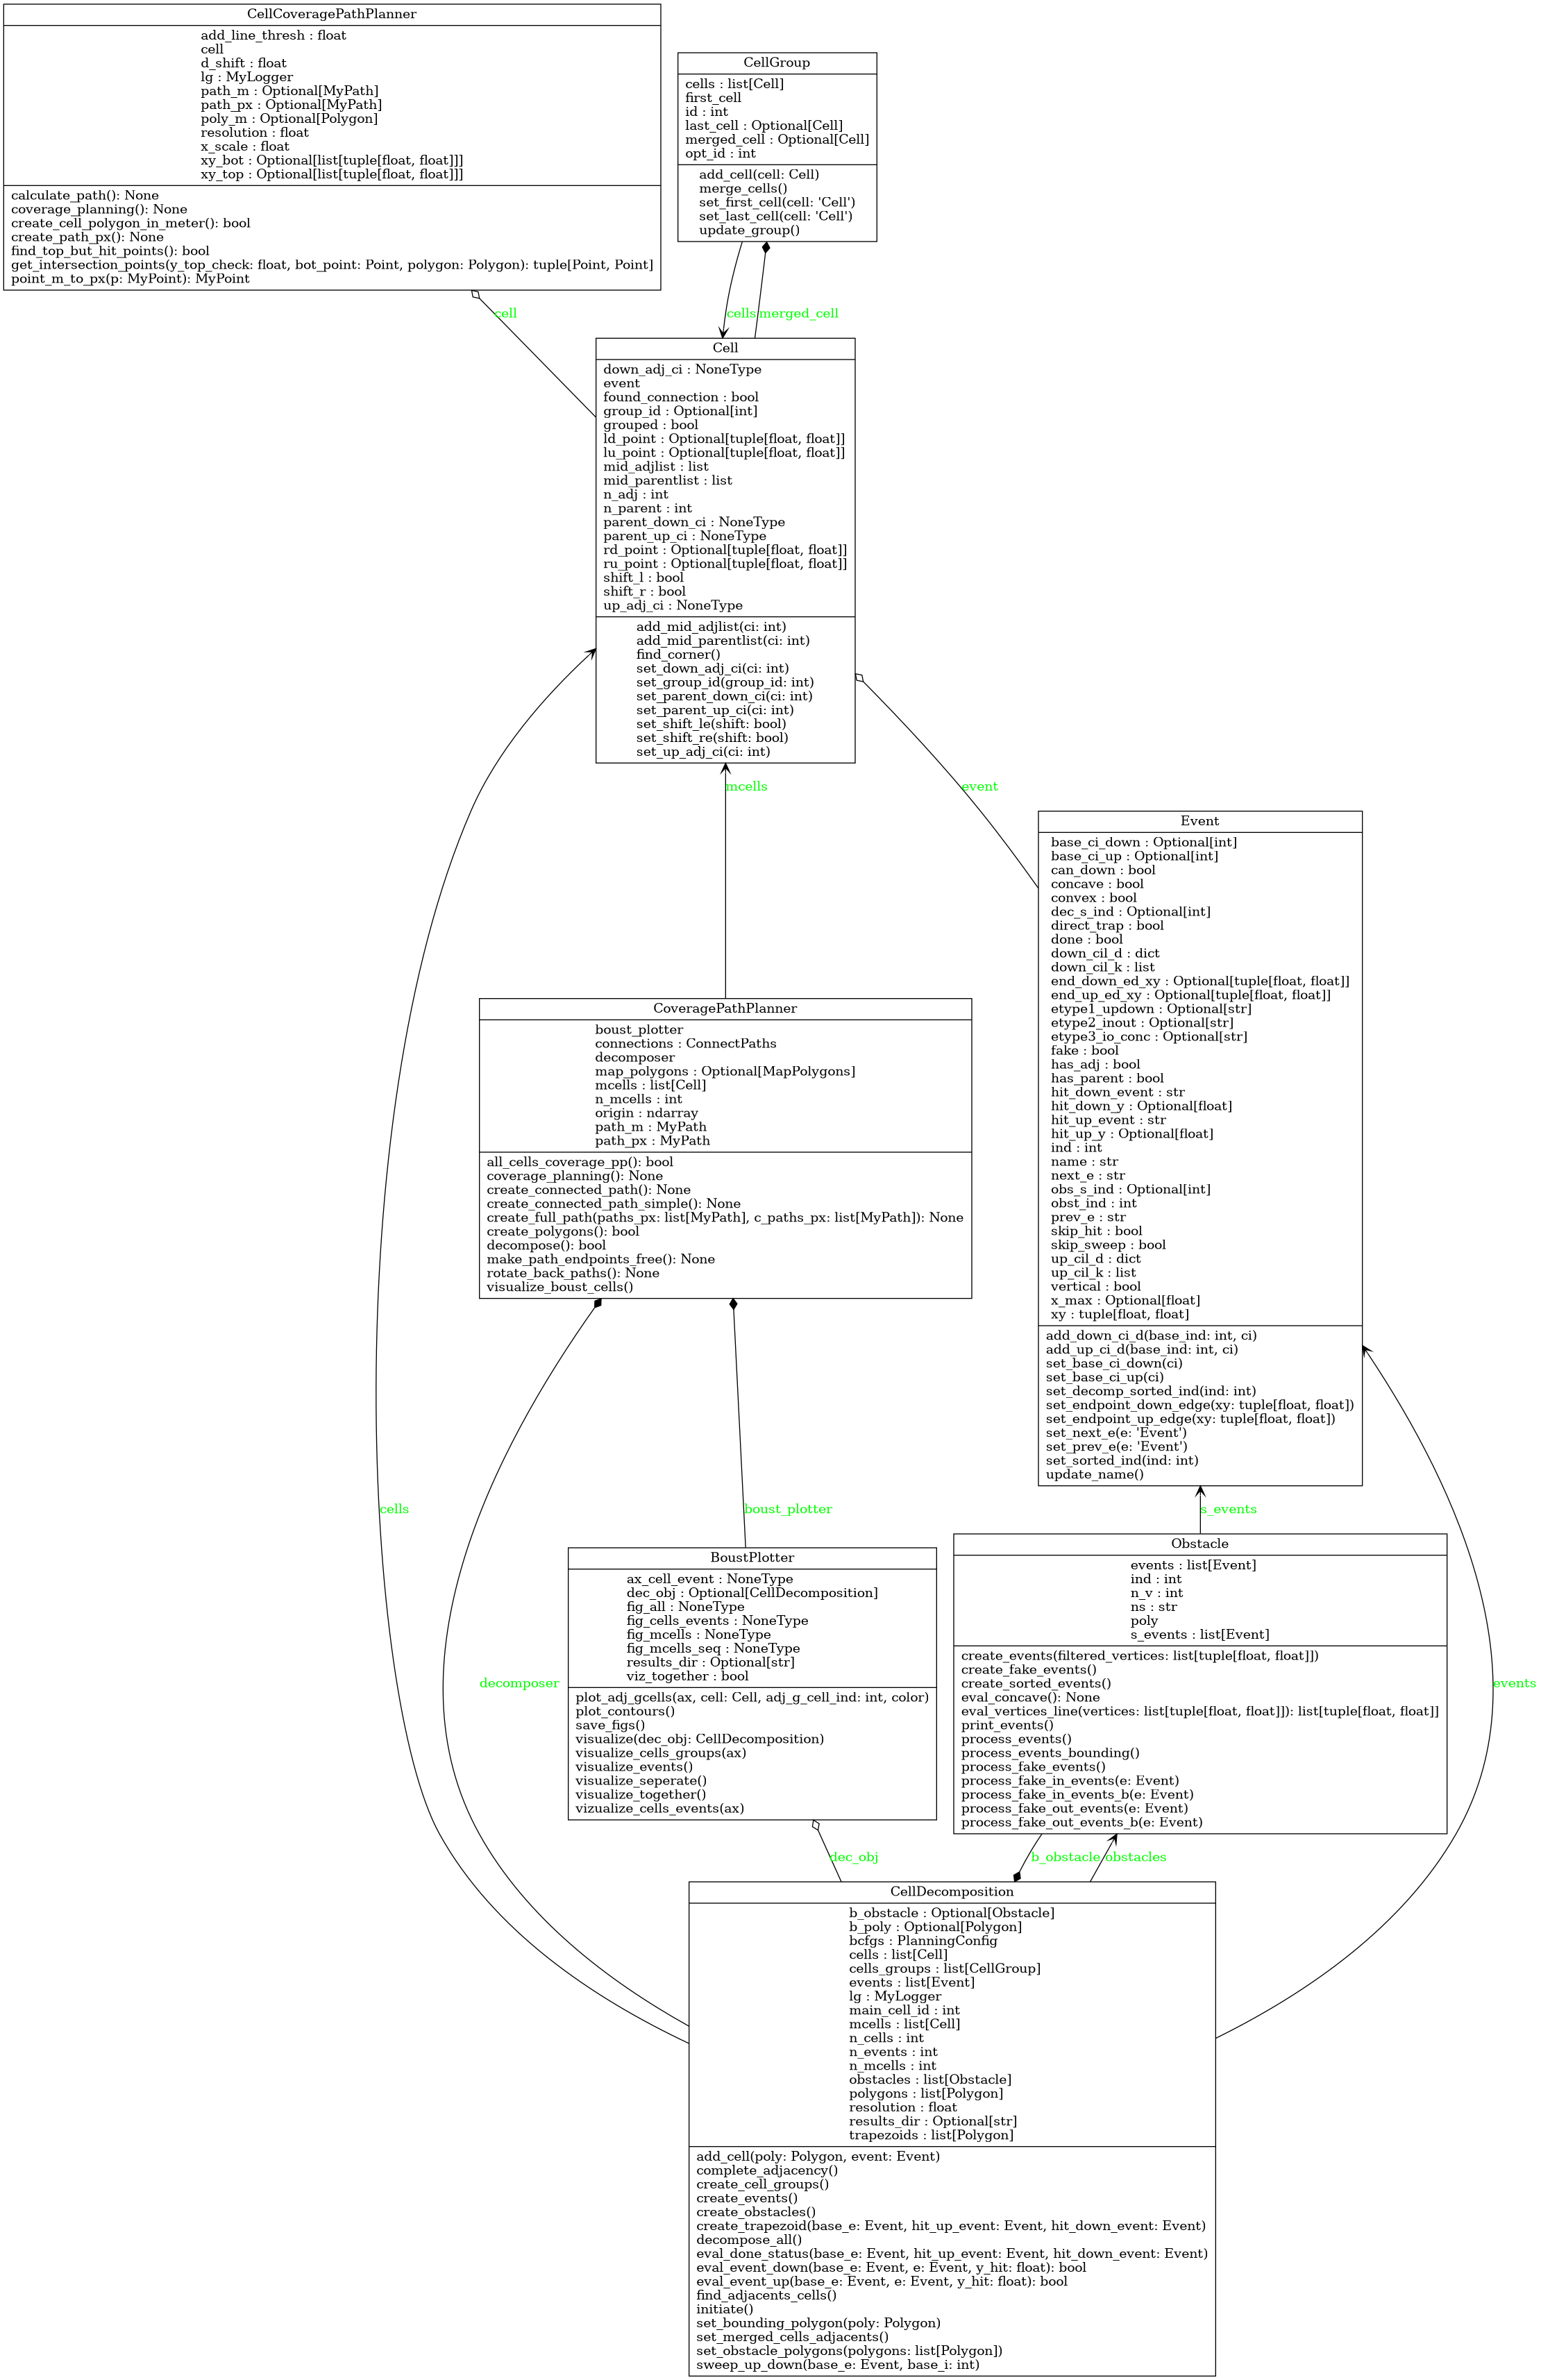 CellCoveragePathPlanner
add_line_thresh : float
cell
d_shift : float
lg : MyLogger
path_m : Optional[MyPath]
path_px : Optional[MyPath]
poly_m : Optional[Polygon]
resolution : float
x_scale : float
xy_bot : Optional[list[tuple[float, float]]]
xy_top : Optional[list[tuple[float, float]]]
calculate_path(): None
coverage_planning(): None
create_cell_polygon_in_meter(): bool
create_path_px(): None
find_top_but_hit_points(): bool
get_intersection_points(y_top_check: float, bot_point: Point, polygon: Polygon): tuple[Point, Point]
point_m_to_px(p: MyPoint): MyPoint
CellGroup
cells : list[Cell]
first_cell
id : int
last_cell : Optional[Cell]
merged_cell : Optional[Cell]
opt_id : int
add_cell(cell: Cell)
merge_cells()
set_first_cell(cell: 'Cell')
set_last_cell(cell: 'Cell')
update_group()
cell
cells
merged_cell
Cell
down_adj_ci : NoneType
event
found_connection : bool
group_id : Optional[int]
grouped : bool
ld_point : Optional[tuple[float, float]]
lu_point : Optional[tuple[float, float]]
mid_adjlist : list
mid_parentlist : list
n_adj : int
n_parent : int
parent_down_ci : NoneType
parent_up_ci : NoneType
rd_point : Optional[tuple[float, float]]
ru_point : Optional[tuple[float, float]]
shift_l : bool
shift_r : bool
up_adj_ci : NoneType
add_mid_adjlist(ci: int)
add_mid_parentlist(ci: int)
find_corner()
set_down_adj_ci(ci: int)
set_group_id(group_id: int)
set_parent_down_ci(ci: int)
set_parent_up_ci(ci: int)
set_shift_le(shift: bool)
set_shift_re(shift: bool)
set_up_adj_ci(ci: int)
mcells
event
Event
base_ci_down : Optional[int]
base_ci_up : Optional[int]
can_down : bool
concave : bool
convex : bool
dec_s_ind : Optional[int]
direct_trap : bool
done : bool
down_cil_d : dict
down_cil_k : list
end_down_ed_xy : Optional[tuple[float, float]]
end_up_ed_xy : Optional[tuple[float, float]]
etype1_updown : Optional[str]
etype2_inout : Optional[str]
etype3_io_conc : Optional[str]
fake : bool
has_adj : bool
has_parent : bool
hit_down_event : str
hit_down_y : Optional[float]
hit_up_event : str
hit_up_y : Optional[float]
ind : int
name : str
next_e : str
obs_s_ind : Optional[int]
obst_ind : int
prev_e : str
skip_hit : bool
skip_sweep : bool
up_cil_d : dict
up_cil_k : list
vertical : bool
x_max : Optional[float]
xy : tuple[float, float]
add_down_ci_d(base_ind: int, ci)
add_up_ci_d(base_ind: int, ci)
set_base_ci_down(ci)
set_base_ci_up(ci)
set_decomp_sorted_ind(ind: int)
set_endpoint_down_edge(xy: tuple[float, float])
set_endpoint_up_edge(xy: tuple[float, float])
set_next_e(e: 'Event')
set_prev_e(e: 'Event')
set_sorted_ind(ind: int)
update_name()
CoveragePathPlanner
boust_plotter
connections : ConnectPaths
decomposer
map_polygons : Optional[MapPolygons]
mcells : list[Cell]
n_mcells : int
origin : ndarray
path_m : MyPath
path_px : MyPath
all_cells_coverage_pp(): bool
coverage_planning(): None
create_connected_path(): None
create_connected_path_simple(): None
create_full_path(paths_px: list[MyPath], c_paths_px: list[MyPath]): None
create_polygons(): bool
decompose(): bool
make_path_endpoints_free(): None
rotate_back_paths(): None
visualize_boust_cells()
cells
boust_plotter
s_events
BoustPlotter
ax_cell_event : NoneType
dec_obj : Optional[CellDecomposition]
fig_all : NoneType
fig_cells_events : NoneType
fig_mcells : NoneType
fig_mcells_seq : NoneType
results_dir : Optional[str]
viz_together : bool
plot_adj_gcells(ax, cell: Cell, adj_g_cell_ind: int, color)
plot_contours()
save_figs()
visualize(dec_obj: CellDecomposition)
visualize_cells_groups(ax)
visualize_events()
visualize_seperate()
visualize_together()
vizualize_cells_events(ax)
Obstacle
events : list[Event]
ind : int
n_v : int
ns : str
poly
s_events : list[Event]
create_events(filtered_vertices: list[tuple[float, float]])
create_fake_events()
create_sorted_events()
eval_concave(): None
eval_vertices_line(vertices: list[tuple[float, float]]): list[tuple[float, float]]
print_events()
process_events()
process_events_bounding()
process_fake_events()
process_fake_in_events(e: Event)
process_fake_in_events_b(e: Event)
process_fake_out_events(e: Event)
process_fake_out_events_b(e: Event)
decomposer
events
dec_obj
b_obstacle
obstacles
CellDecomposition
b_obstacle : Optional[Obstacle]
b_poly : Optional[Polygon]
bcfgs : PlanningConfig
cells : list[Cell]
cells_groups : list[CellGroup]
events : list[Event]
lg : MyLogger
main_cell_id : int
mcells : list[Cell]
n_cells : int
n_events : int
n_mcells : int
obstacles : list[Obstacle]
polygons : list[Polygon]
resolution : float
results_dir : Optional[str]
trapezoids : list[Polygon]
add_cell(poly: Polygon, event: Event)
complete_adjacency()
create_cell_groups()
create_events()
create_obstacles()
create_trapezoid(base_e: Event, hit_up_event: Event, hit_down_event: Event)
decompose_all()
eval_done_status(base_e: Event, hit_up_event: Event, hit_down_event: Event)
eval_event_down(base_e: Event, e: Event, y_hit: float): bool
eval_event_up(base_e: Event, e: Event, y_hit: float): bool
find_adjacents_cells()
initiate()
set_bounding_polygon(poly: Polygon)
set_merged_cells_adjacents()
set_obstacle_polygons(polygons: list[Polygon])
sweep_up_down(base_e: Event, base_i: int)